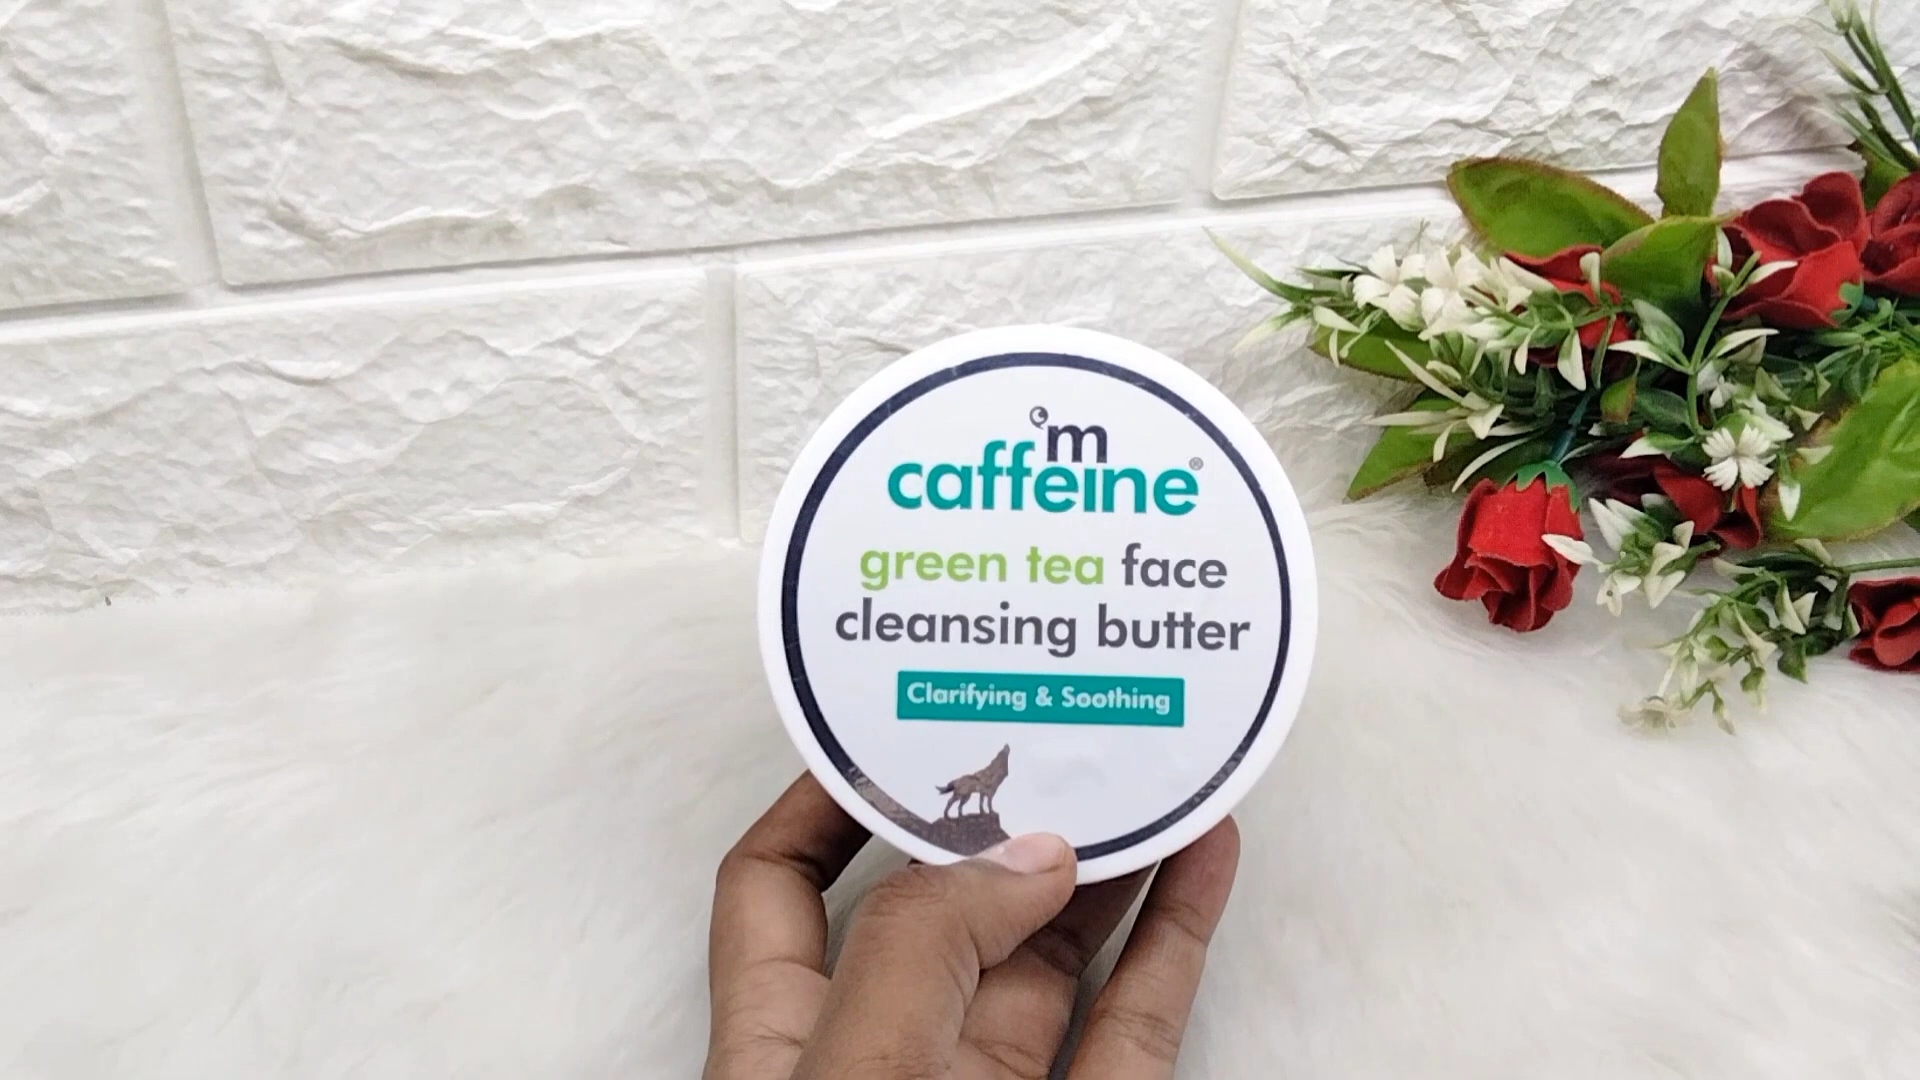 'm
caffeine®
green tea face
cleansing butter
Clarifying & Soothing